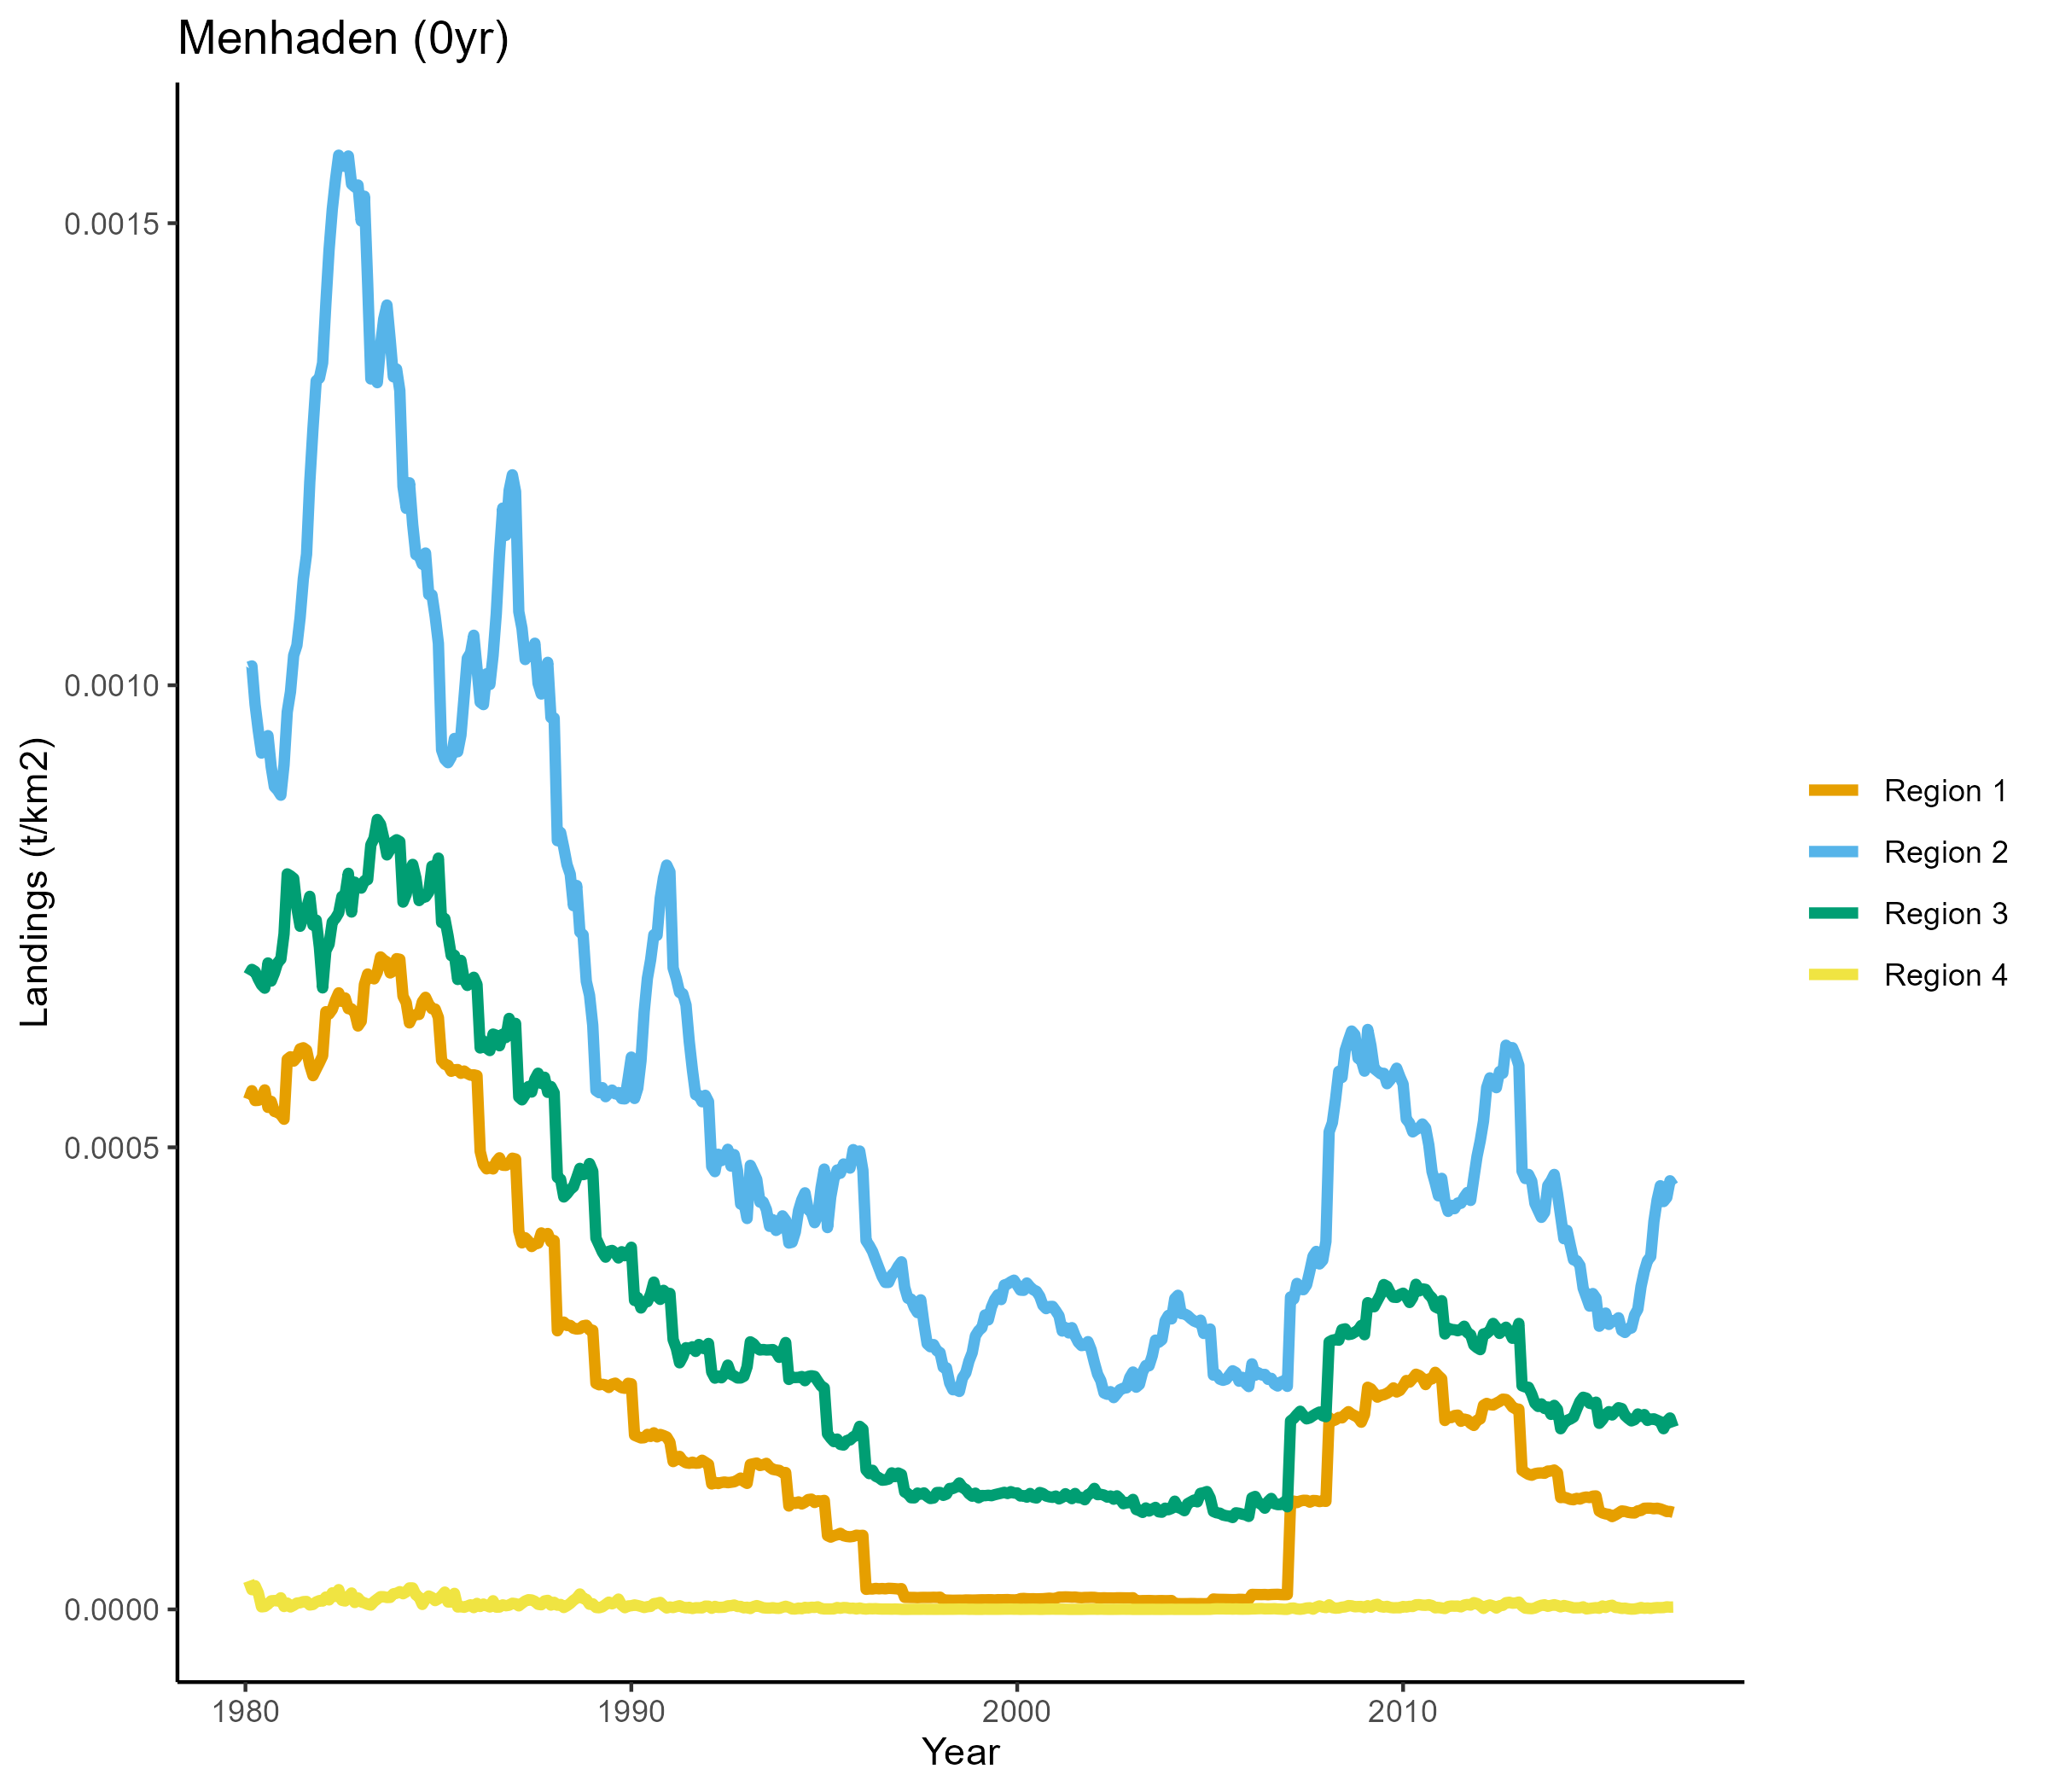 Menhaden (0yr)
Landings (t/km2)
0.0015
0.0010
0.0005
0.0000
1980
1990
2000
2010
Year
Region 1
Region 2
Region 3
Region 4